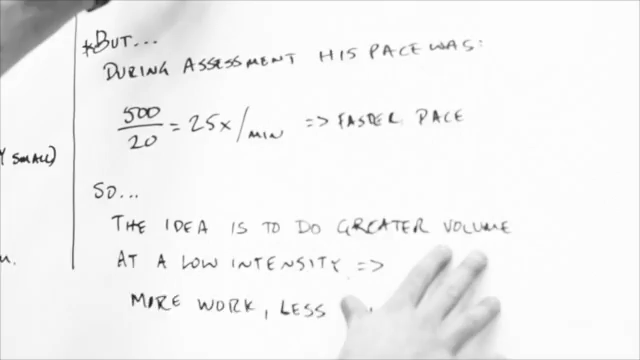 *BUT...
DURING ASSESSMENT HIS PACE WAS:
500
20
= 25x/MIN => FASTER PACE
SMALL)
SO...
THE IDEA IS TO DO GREATER VOLUME
AT A LOW INTENSITY =>
MORE WORK, LESS